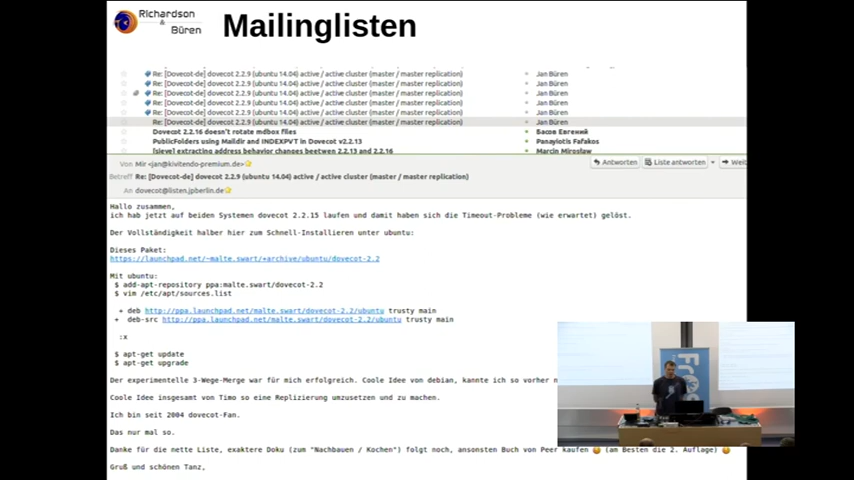 Richardson
&
Büren
Mailinglisten
Re: [Dovecot-de] dovecot 2.2.9 (ubuntu 14.04) active / active cluster (master / master replication) Jan Büren
Re: [Dovecot-de] dovecot 2.2.9 (ubuntu 14.04) active / active cluster (master / master replication) Jan Büren
Re: [Dovecot-de] dovecot 2.2.9 (ubuntu 14.04) active / active cluster (master / master replication) Jan Büren
Re: [Dovecot-de] dovecot 2.2.9 (ubuntu 14.04) active / active cluster (master / master replication) Jan Büren
Re: [Dovecot-de] dovecot 2.2.9 (ubuntu 14.04) active / active cluster (master / master replication) Jan Büren
Re: [Dovecot-de] dovecot 2.2.9 (ubuntu 14.04) active / active cluster (master / master replication) Jan Büren
Dovecot 2.2.16 doesn't rotate mdbox files Басов Евгений
PublicFolders using Maildir and INDEXPVT in Dovecot v2.2.13 Panayiotis Fafakos
[sieve] extracting address behavior changes beetwen 2.2.13 and 2.2.16 Marcin Mirosław
Von Mir <jan@kivitendo-premium.de> Antworten Liste antworten Weit
Betreff Re: [Dovecot-de] dovecot 2.2.9 (ubuntu 14.04) active / active cluster (master / master replication)
An dovecot@listen.jpberlin.de
Hallo zusammen,
ich hab jetzt auf beiden Systemen dovecot 2.2.15 laufen und damit haben sich die Timeout-Probleme (wie erwartet) gelöst.
Der Vollständigkeit halber hier zum Schnell-Installieren unter ubuntu:
Dieses Paket:
https://launchpad.net/~malte.swart/+archive/ubuntu/dovecot-2.2
Mit ubuntu:
$ add-apt-repository ppa:malte.swart/dovecot-2.2
$ vim /etc/apt/sources.list
+ deb http://ppa.launchpad.net/malte.swart/dovecot-2.2/ubuntu trusty main
+ deb-src http://ppa.launchpad.net/malte.swart/dovecot-2.2/ubuntu trusty main
:x
$ apt-get update
$ apt-get upgrade
Der experimentelle 3-Wege-Merge war für mich erfolgreich. Coole Idee von debian, kannte ich so vorher n
Coole Idee insgesamt von Timo so eine Replizierung umzusetzen und zu machen.
Ich bin seit 2004 dovecot-Fan.
Das nur mal so.
Danke für die nette Liste, exaktere Doku (zum "Nachbauen / Kochen") folgt noch, ansonsten Buch von Peer kaufen (am Besten die 2. Auflage)
Gruß und schönen Tanz,